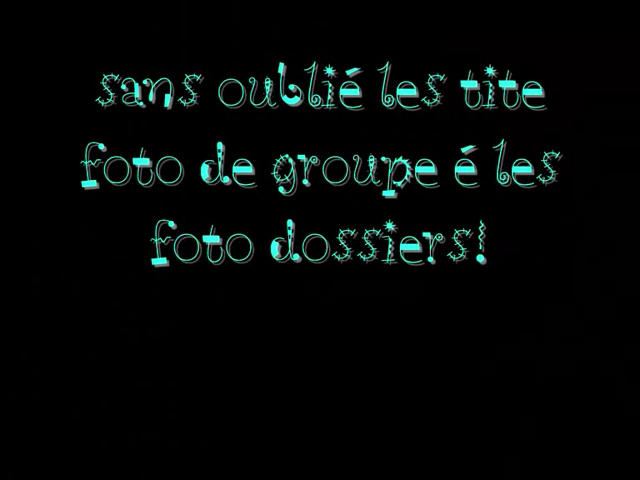 sans oublié les tite
foto de groupe é les
foto dossiers!